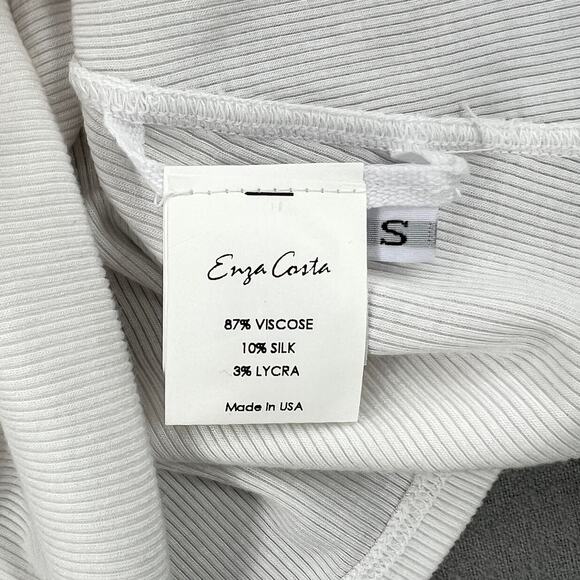 Enza Costa
S
87% VISCOSE
10% SILK
3% LYCRA
Made in USA